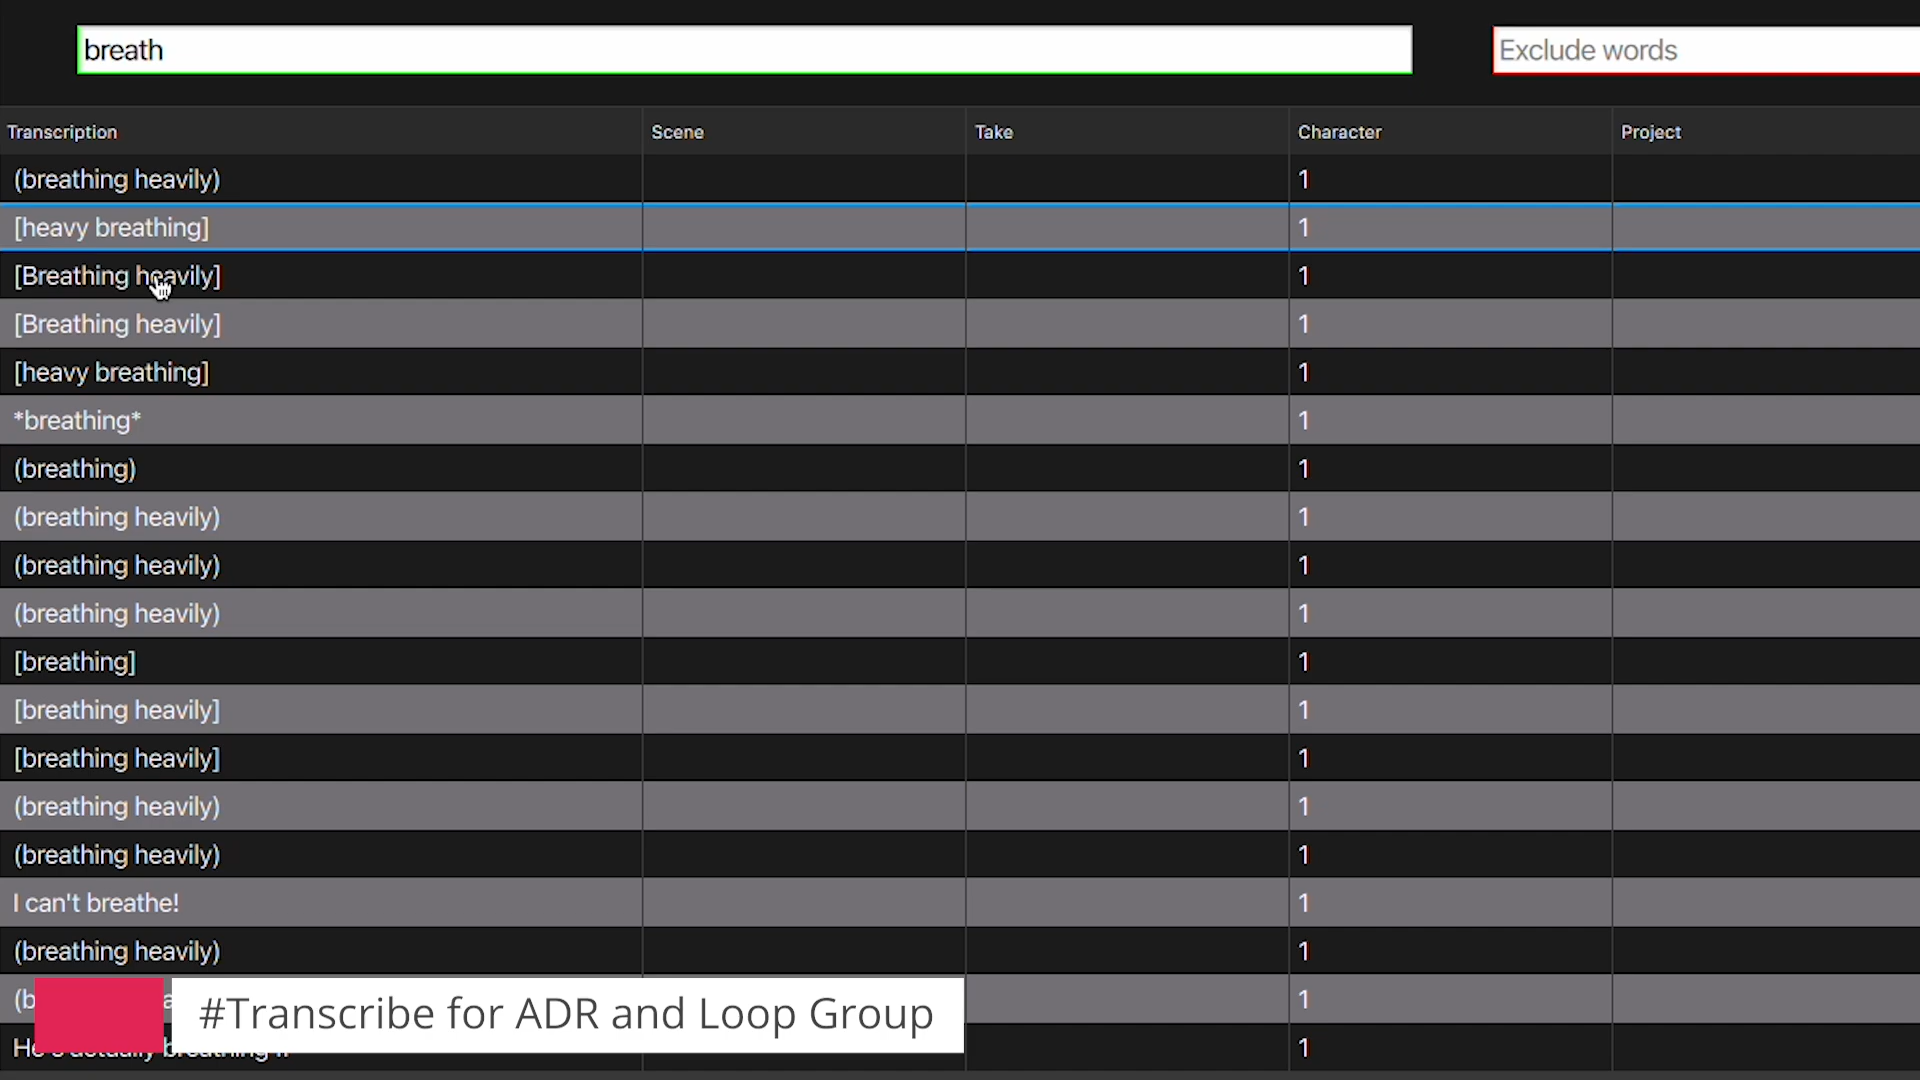 breath
Exclude words
Transcription Scene Take Character Project
(breathing heavily) 1
[heavy breathing] 1
[Breathing heavily] 1
[Breathing heavily] 1
[heavy breathing] 1
*breathing* 1
(breathing) 1
(breathing heavily) 1
(breathing heavily) 1
(breathing heavily) 1
[breathing] 1
[breathing heavily] 1
[breathing heavily] 1
(breathing heavily) 1
(breathing heavily) 1
I can't breathe! 1
(breathing heavily) 1
1
#Transcribe for ADR and Loop Group
1